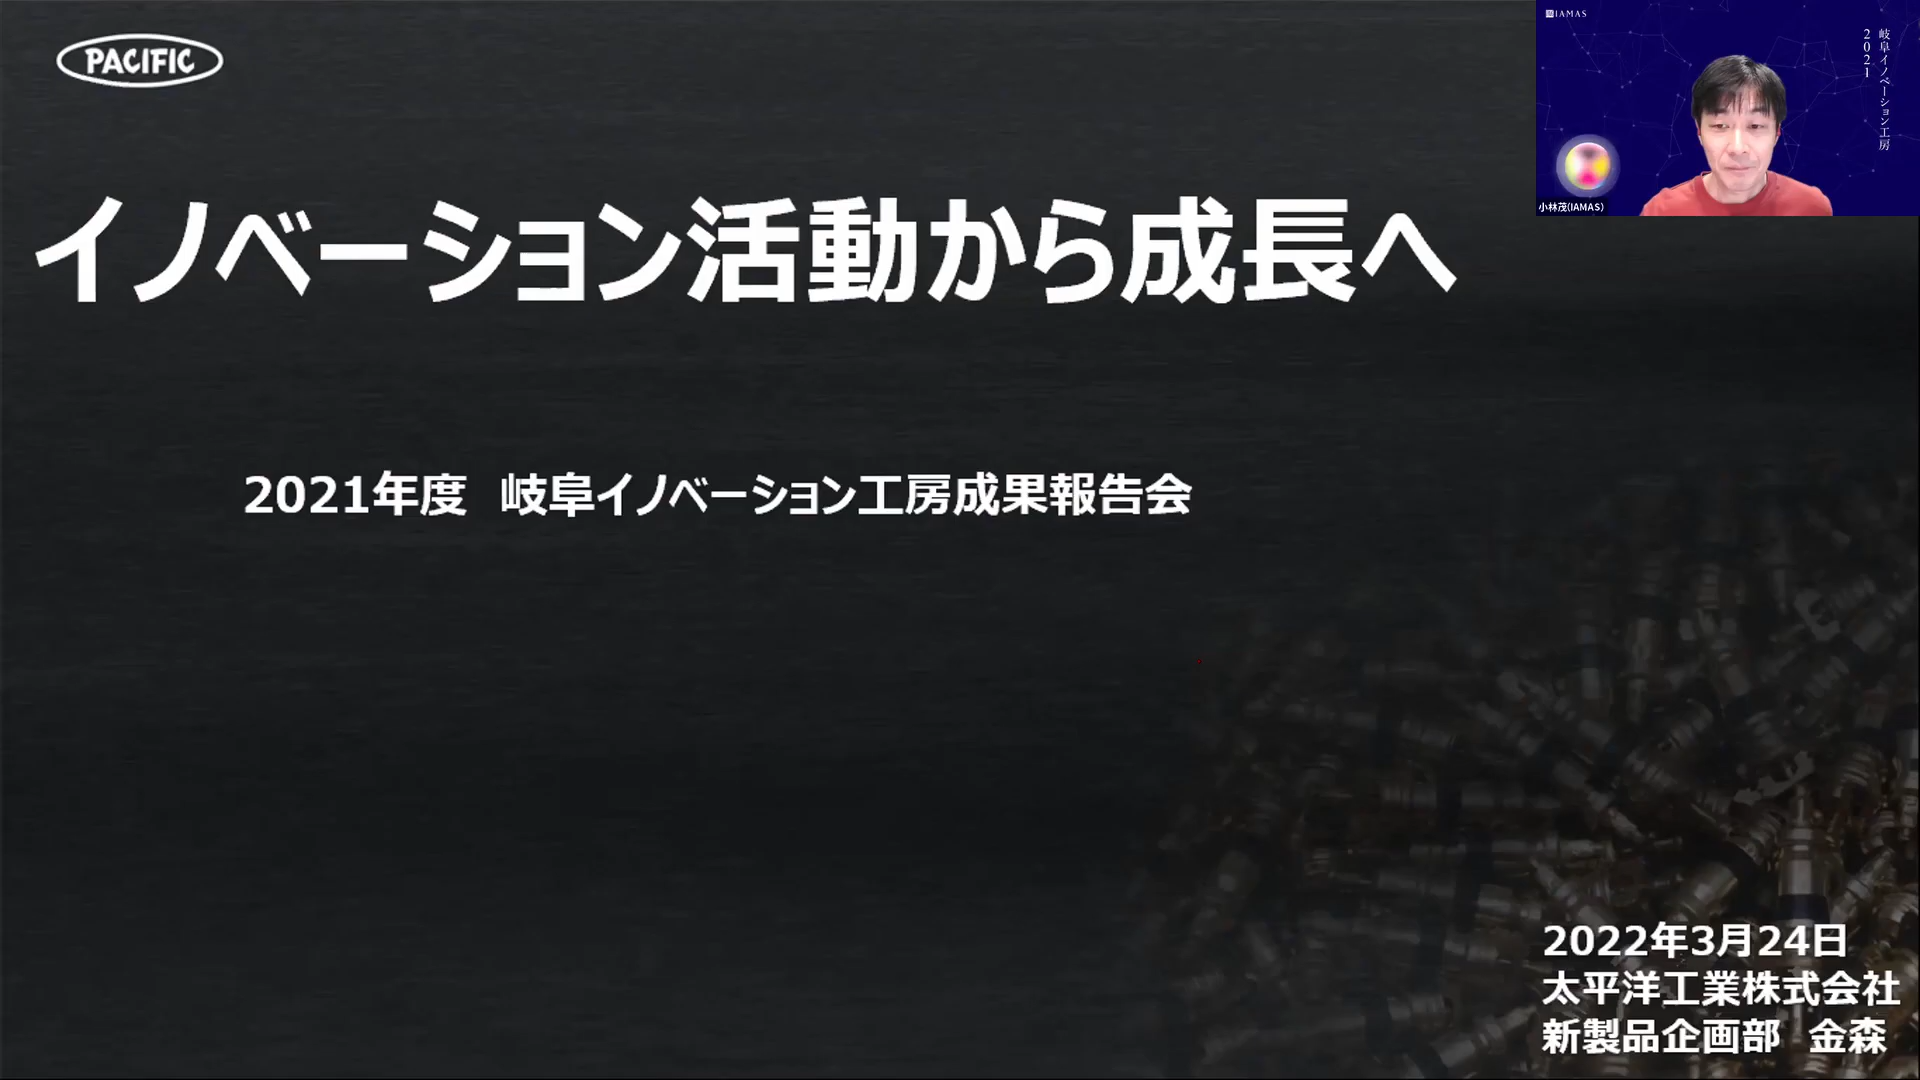 PACIFIC
イノベーション活動から成長へ
2021年度　岐阜イノベーション工房成果報告会
2022年3月24日
太平洋工業株式会社
新製品企画部　金森
IAMAS
岐阜イノベーション工房
2021
小林茂(IAMAS)